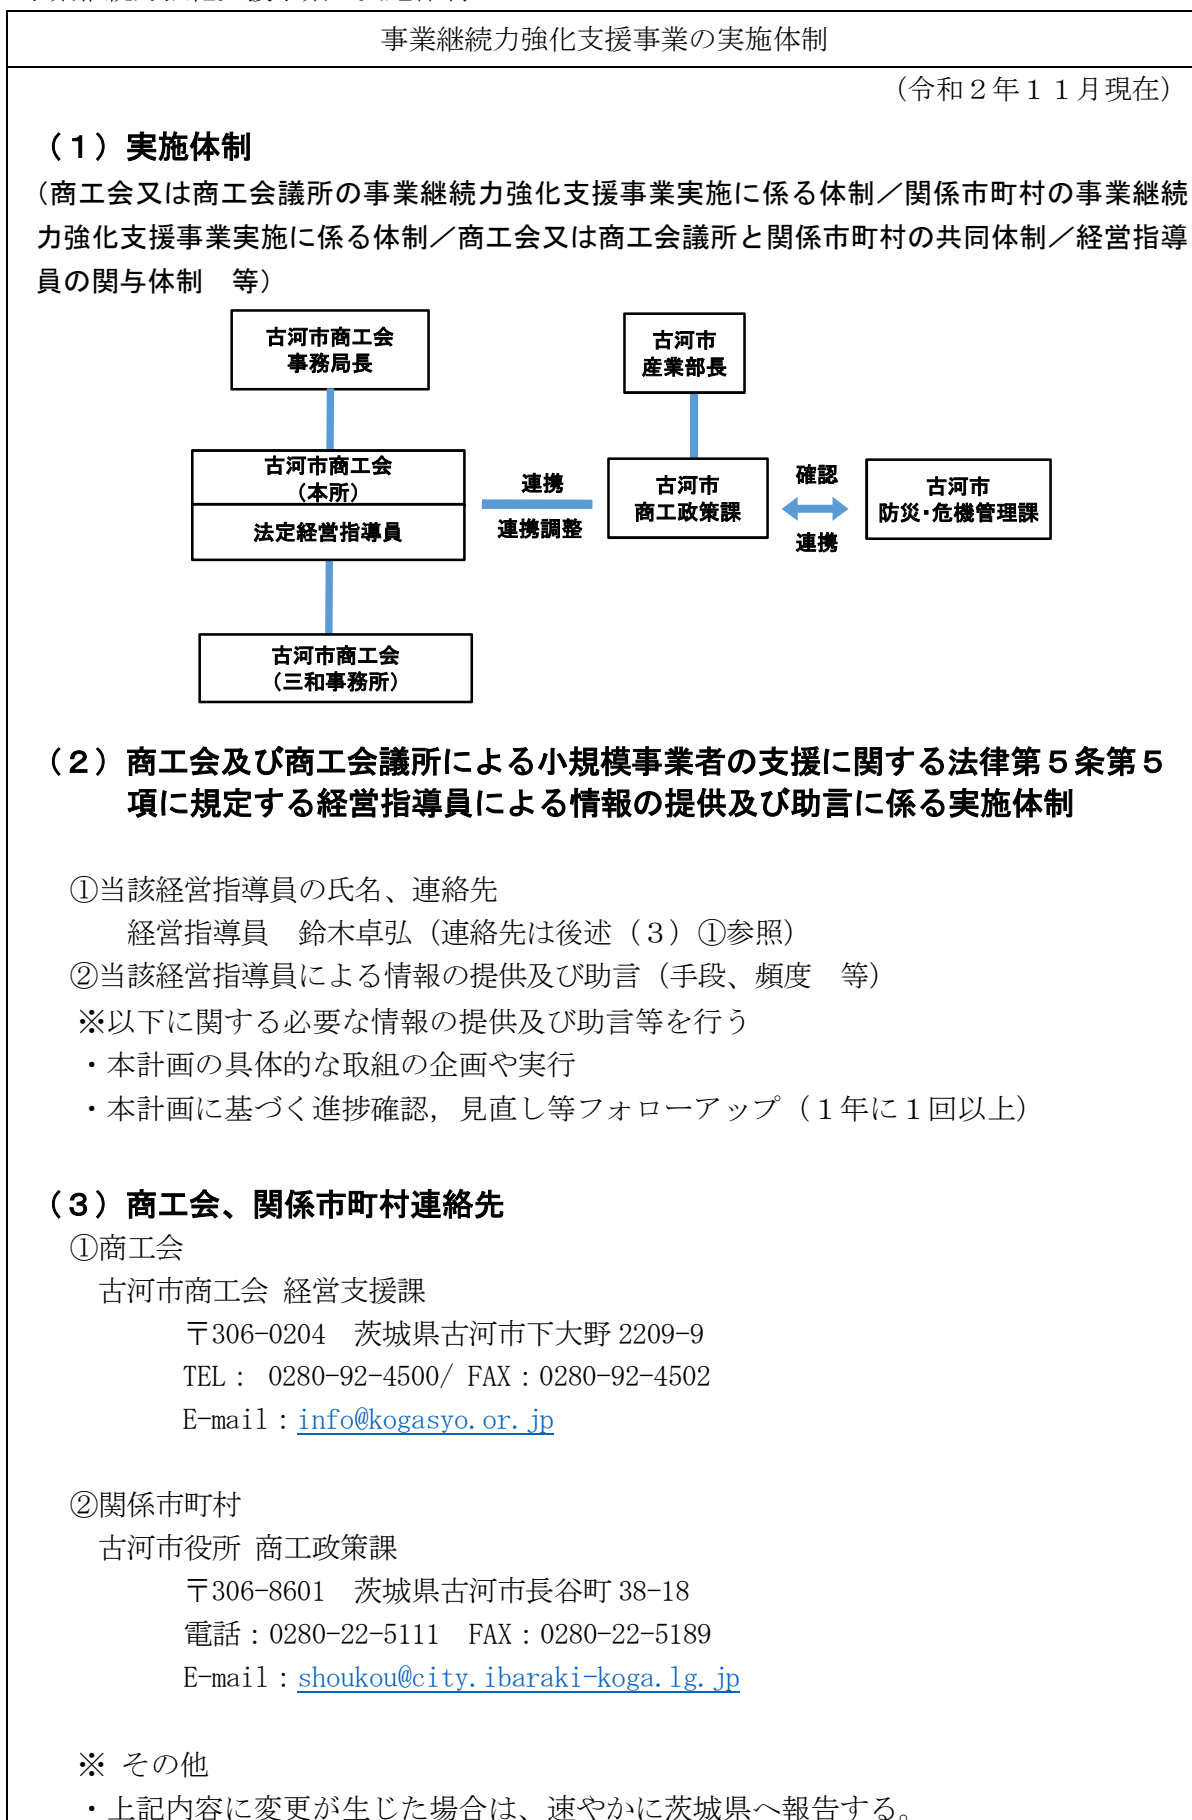 事業継続力強化支援事業の実施体制
（令和２年１１月現在）
（１）実施体制
（商工会又は商工会議所の事業継続力強化支援事業実施に係る体制／関係市町村の事業継続
力強化支援事業実施に係る体制／商工会又は商工会議所と関係市町村の共同体制／経営指導
員の関与体制　等）
古河市商工会
事務局長
古河市
産業部長
古河市商工会
（本所）
法定経営指導員
連携
連携調整
古河市
商工政策課
確認
連携
古河市
防災・危機管理課
古河市商工会
（三和事務所）
（２）商工会及び商工会議所による小規模事業者の支援に関する法律第５条第５
項に規定する経営指導員による情報の提供及び助言に係る実施体制
①当該経営指導員の氏名、連絡先
経営指導員　鈴木卓弘（連絡先は後述（３）①参照）
②当該経営指導員による情報の提供及び助言（手段、頻度　等）
※以下に関する必要な情報の提供及び助言等を行う
・本計画の具体的な取組の企画や実行
・本計画に基づく進捗確認，見直し等フォローアップ（１年に１回以上）
（３）商工会、関係市町村連絡先
①商工会
古河市商工会 経営支援課
〒306-0204　茨城県古河市下大野 2209-9
TEL： 0280-92-4500/ FAX：0280-92-4502
E-mail：info@kogasyo.or.jp
②関係市町村
古河市役所 商工政策課
〒306-8601　茨城県古河市長谷町 38-18
電話：0280-22-5111　FAX：0280-22-5189
E-mail：shoukou@city.ibaraki-koga.lg.jp
※ その他
・上記内容に変更が生じた場合は、速やかに茨城県へ報告する。